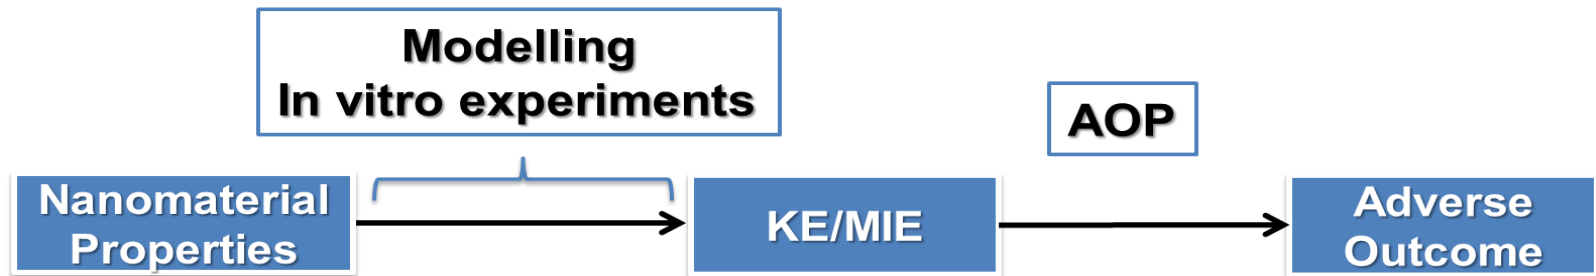 Modelling
In vitro experiments
AOP
Nanomaterial
Properties
KE/MIE
Adverse
Outcome